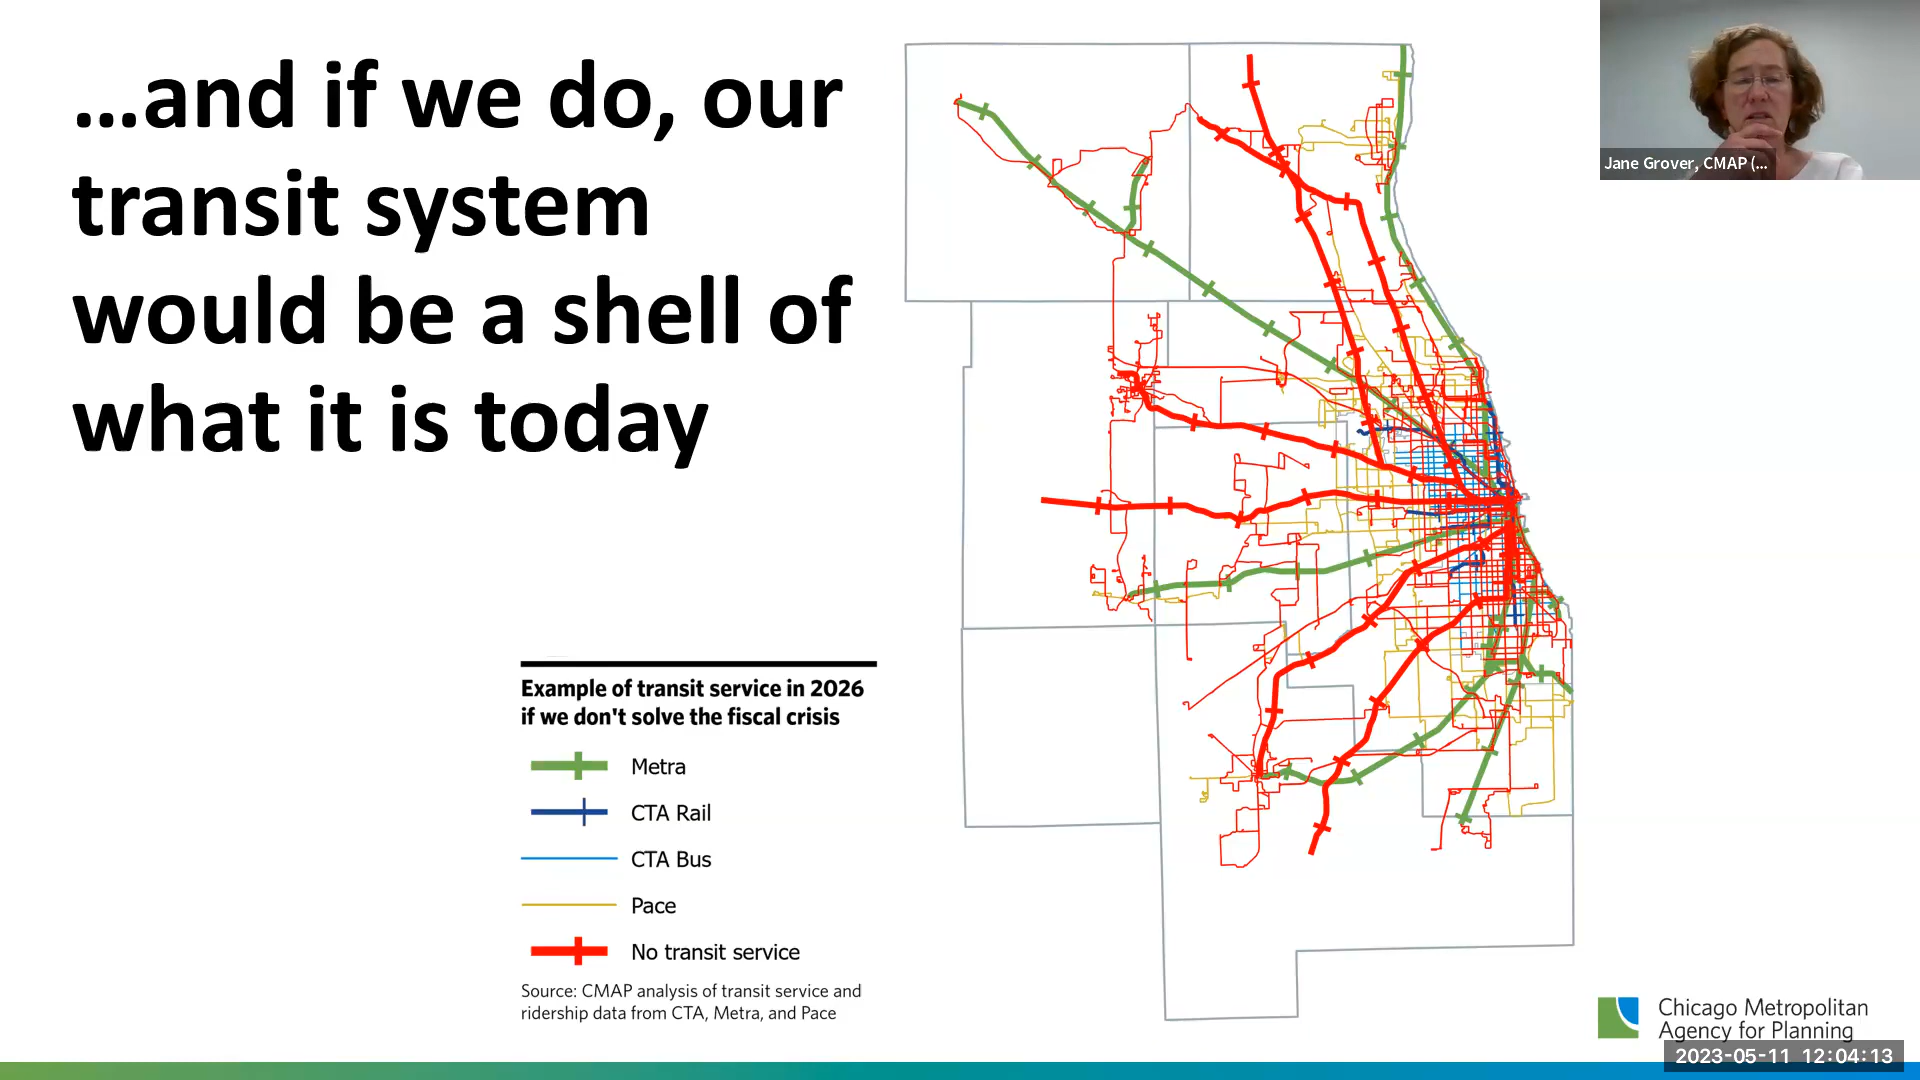 ...and if we do, our
transit system
would be a shell of
what it is today
Jane Grover, CMAP (...
Example of transit service in 2026
if we don't solve the fiscal crisis
Metra
CTA Rail
CTA Bus
Pace
No transit service
Source: CMAP analysis of transit service and
ridership data from CTA, Metra, and Pace
Chicago Metropolitan
Agency for Planning
2023-05-11 12:04:13